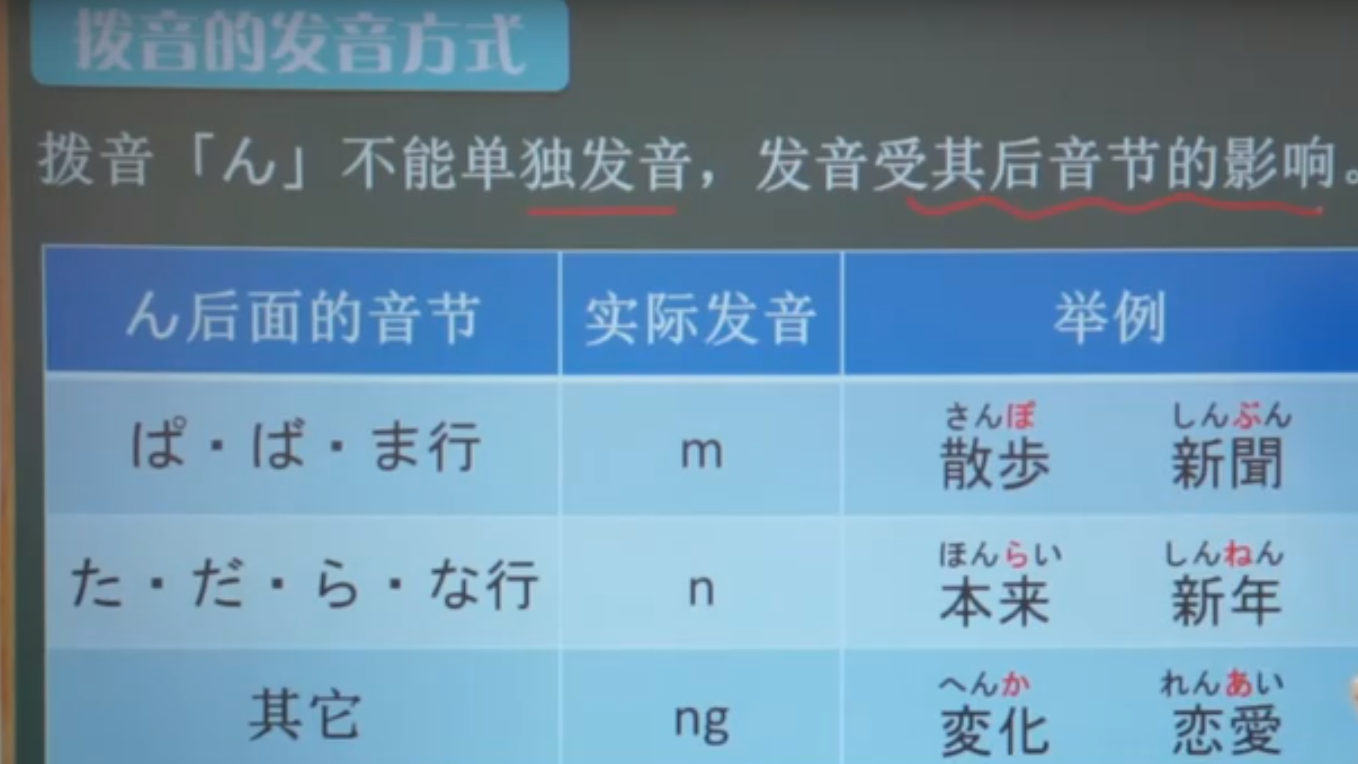 拨音的发音方式
拨音「ん」不能单独发音，发音受其后音节的影响。
ん后面的音节 实际发音 举例
ぱ・ば・ま行 m さんぽ 散歩 しんぶん 新聞
た・だ・ら・な行 n ほんらい 本来 しんねん 新年
其它 ng へんか 変化 れんあい 恋愛